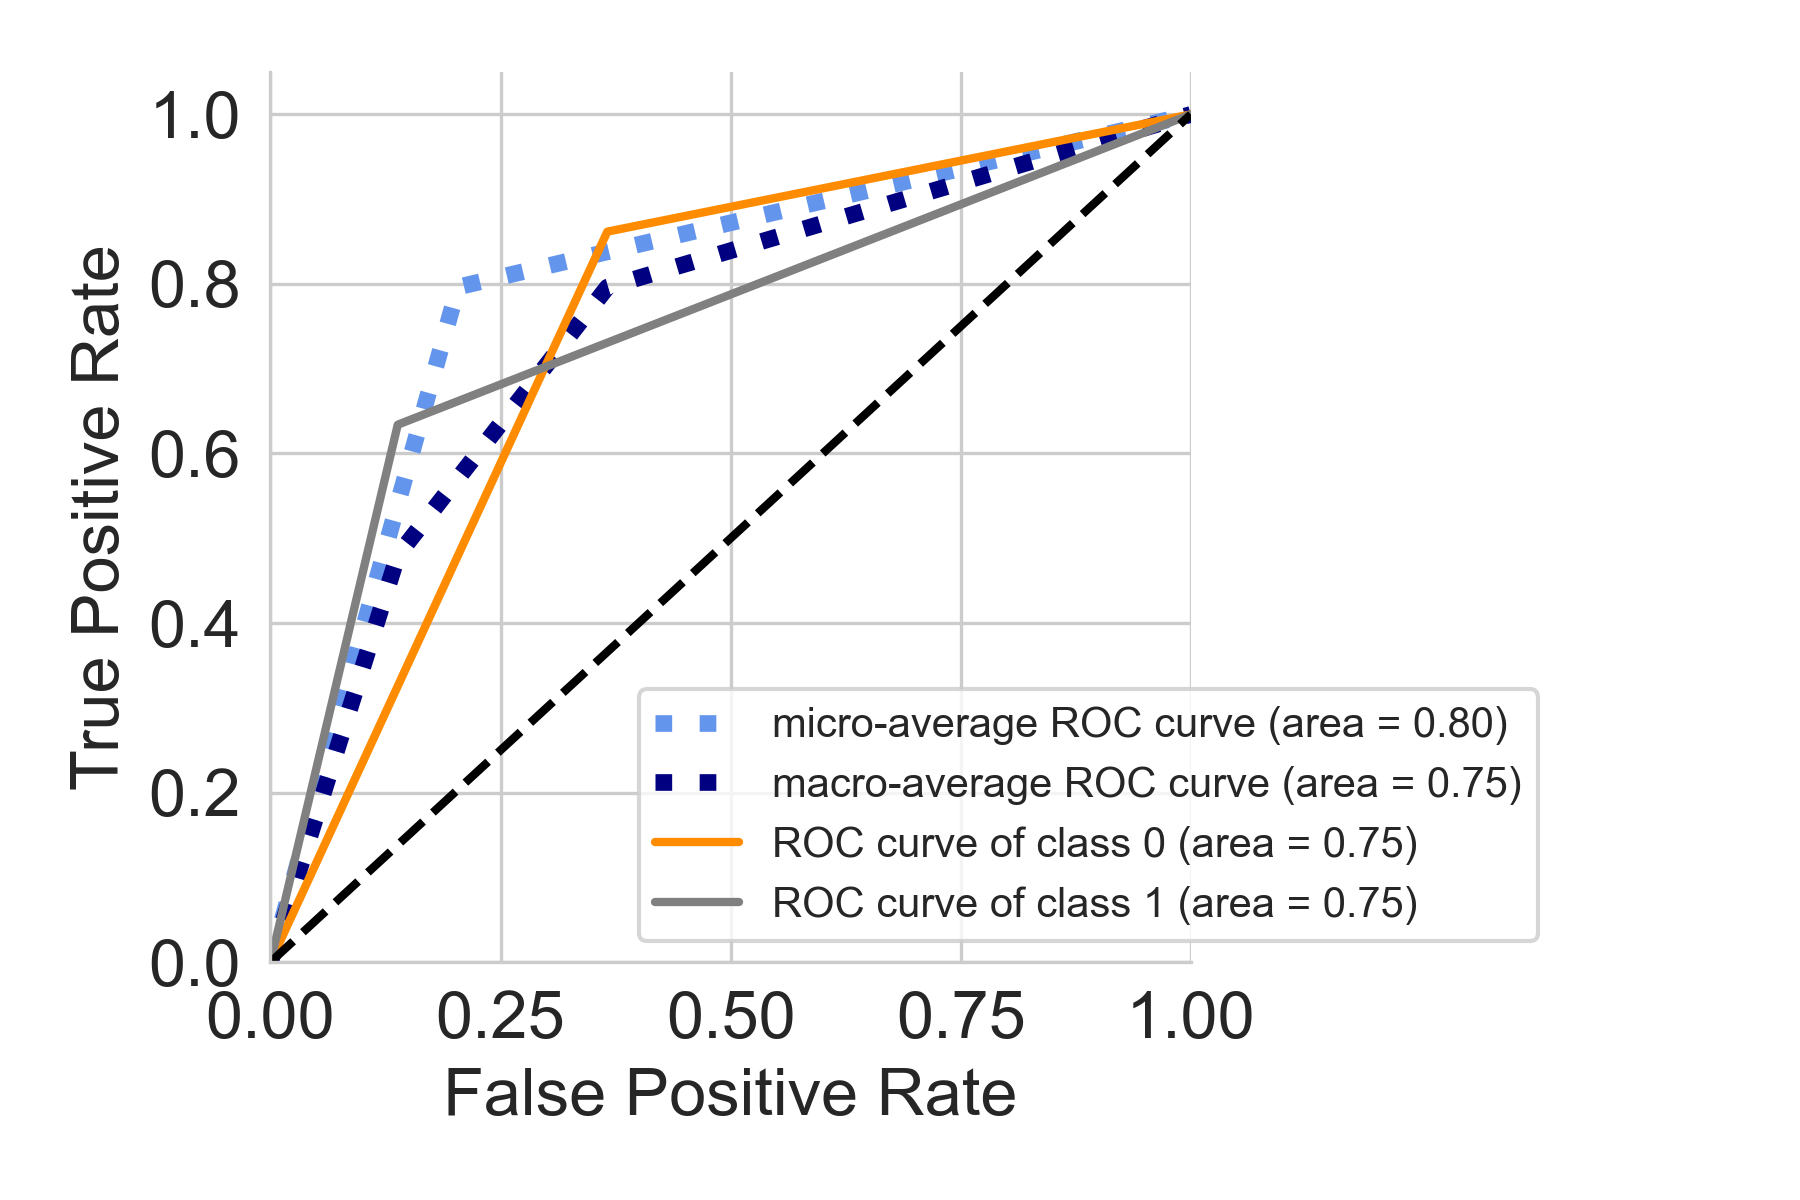 True Positive Rate
1.0
0.8
0.6
0.4
0.2
0.0
0.00 0.25 0.50 0.75 1.00
False Positive Rate
micro-average ROC curve (area = 0.80)
macro-average ROC curve (area = 0.75)
ROC curve of class 0 (area = 0.75)
ROC curve of class 1 (area = 0.75)